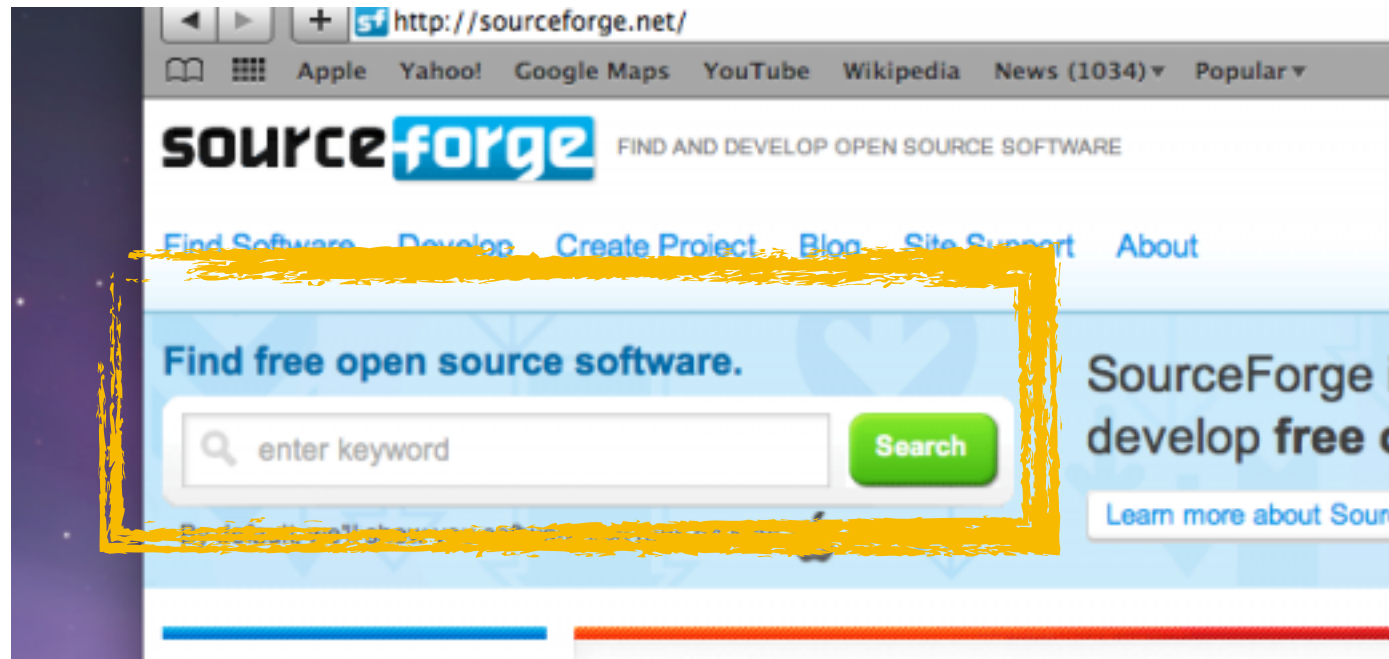 http://sourceforge.net/
Apple Yahoo! Google Maps YouTube Wikipedia News (1034) Popular
sourceforge FIND AND DEVELOP OPEN SOURCE SOFTWARE
Find Software Develop Create Project Blog Site Support About
Find free open source software.
SourceForge
enter keyword Search
develop free
Learn more about